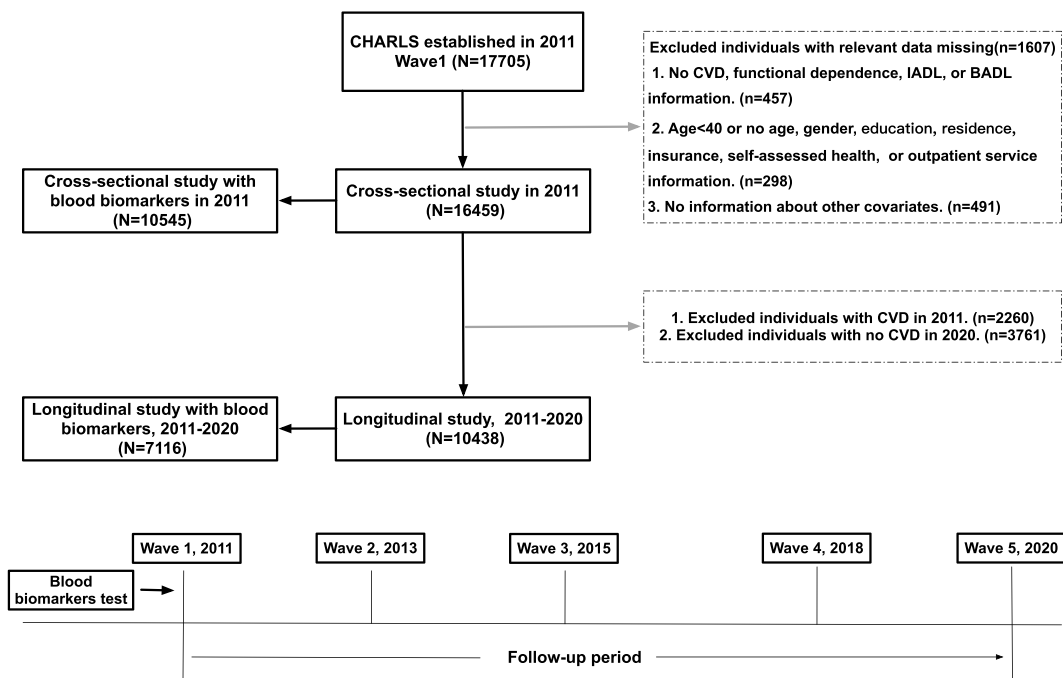 CHARLS established in 2011
Wave1 (N=17705)
Excluded individuals with relevant data missing(n=1607)
1. No CVD, functional dependence, IADL, or BADL
information. (n=457)
2. Age<40 or no age, gender, education, residence,
insurance, self-assessed health, or outpatient service
information. (n=298)
3. No information about other covariates. (n=491)
Cross-sectional study with
blood biomarkers in 2011
(N=10545)
Cross-sectional study in 2011
(N=16459)
1. Excluded individuals with CVD in 2011. (n=2260)
2. Excluded individuals with no CVD in 2020. (n=3761)
Longitudinal study with blood
biomarkers, 2011-2020
(N=7116)
Longitudinal study, 2011-2020
(N=10438)
Wave 1, 2011
Wave 2, 2013
Wave 3, 2015
Wave 4, 2018
Wave 5, 2020
Blood
biomarkers test
Follow-up period